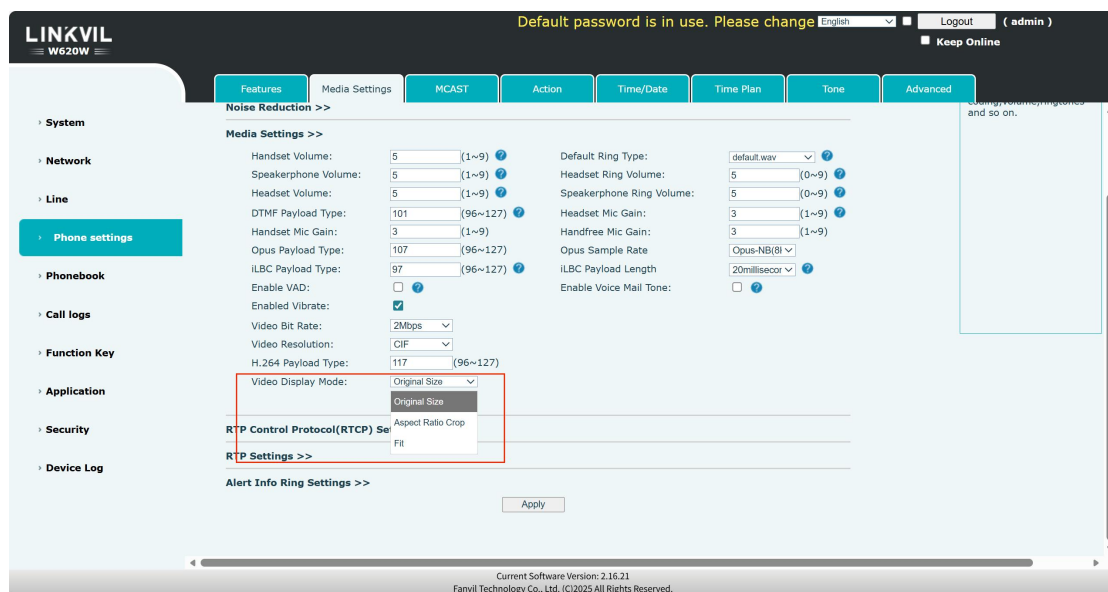 LINKVIL
W620W
Default password is in use. Please change
English
Logout
( admin )
Keep Online
Features
Media Settings
MCAST
Action
Time/Date
Time Plan
Tone
Advanced
System
Network
Line
Phone settings
Phonebook
Call logs
Function Key
Application
Security
Device Log
Noise Reduction >>
coding,volume,ringtones
and so on.
Media Settings >>
Handset Volume: 5 (1~9) ? Default Ring Type: default.wav ?
Speakerphone Volume: 5 (1~9) ? Headset Ring Volume: 5 (0~9) ?
Headset Volume: 5 (1~9) ? Speakerphone Ring Volume: 5 (0~9) ?
DTMF Payload Type: 101 (96~127) ? Headset Mic Gain: 3 (1~9) ?
Handset Mic Gain: 3 (1~9) Handfree Mic Gain: 3 (1~9)
Opus Payload Type: 107 (96~127) Opus Sample Rate Opus-NB(8l
iLBC Payload Type: 97 (96~127) ? iLBC Payload Length 20millisecor ?
Enable VAD: ? Enable Voice Mail Tone: ?
Enabled Vibrate:
Video Bit Rate: 2Mbps
Video Resolution: CIF
H.264 Payload Type: 117 (96~127)
Video Display Mode: Original Size
Original Size
Aspect Ratio Crop
Fit
RTP Control Protocol(RTCP) Se
RTP Settings >>
Alert Info Ring Settings >>
Apply
Current Software Version: 2.16.21
Fanvil Technology Co., Ltd. (C)2025 All Rights Reserved.